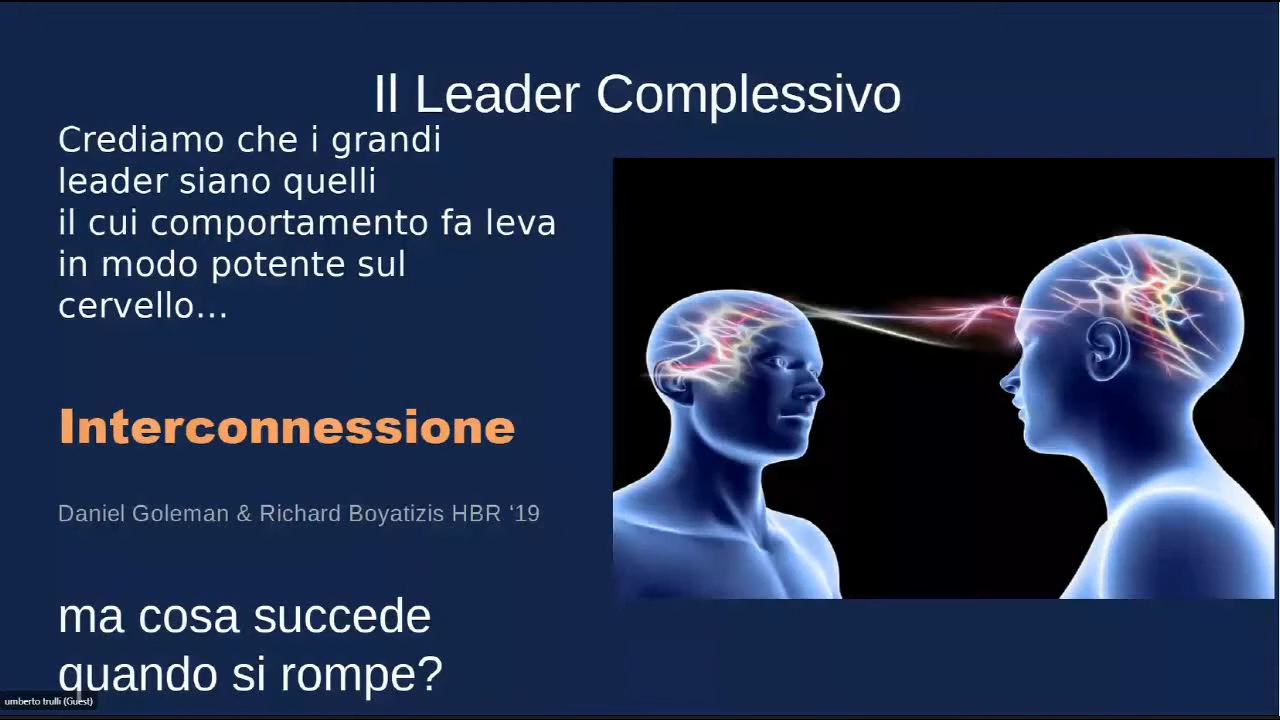 Il Leader Complessivo
Crediamo che i grandi
leader siano quelli
il cui comportamento fa leva
in modo potente sul
cervello...
Interconnessione
Daniel Goleman & Richard Boyatizis HBR ‘19
ma cosa succede
quando si rompe?
umberto trulli (Guest)